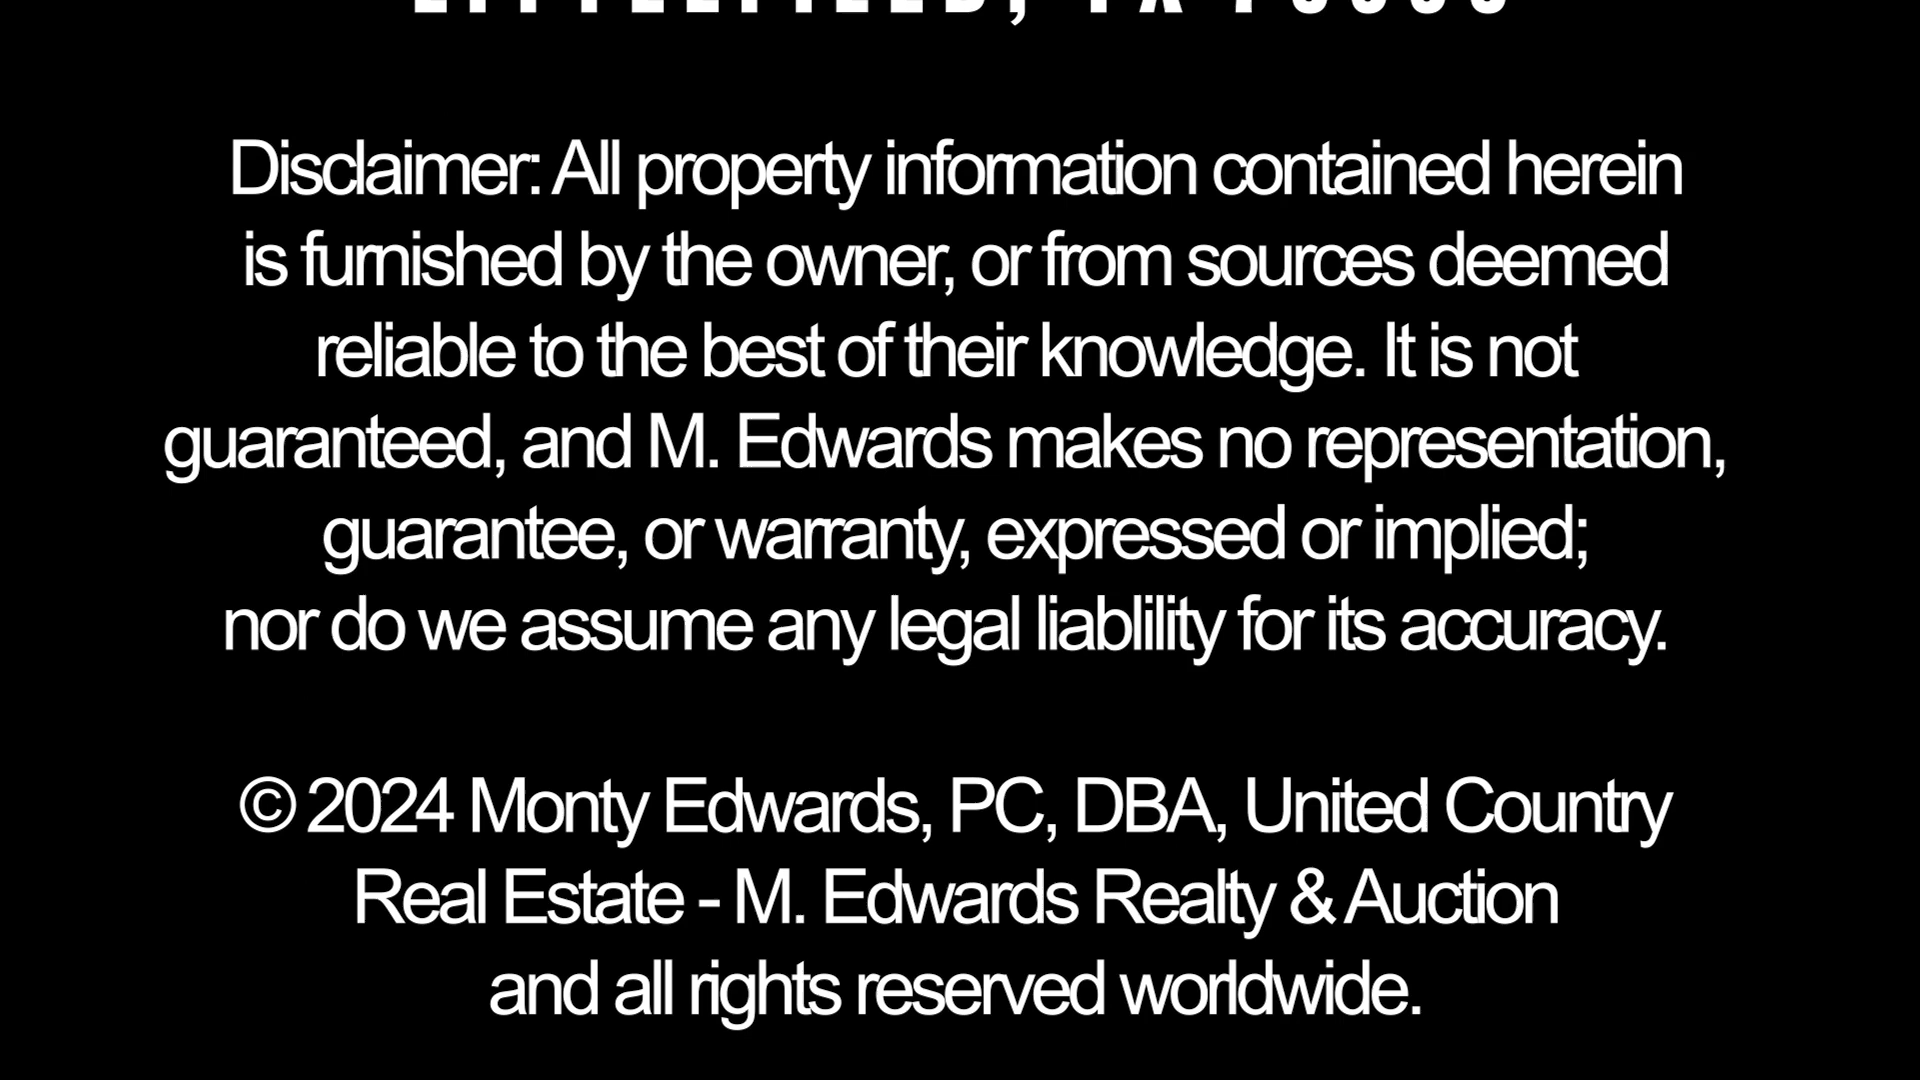 LITTLEFIELD, TX
Disclaimer: All property information contained herein
is furnished by the owner, or from sources deemed
reliable to the best of their knowledge. It is not
guaranteed, and M. Edwards makes no representation,
guarantee, or warranty, expressed or implied;
nor do we assume any legal liablility for its accuracy.
© 2024 Monty Edwards, PC, DBA, United Country
Real Estate - M. Edwards Realty & Auction
and all rights reserved worldwide.